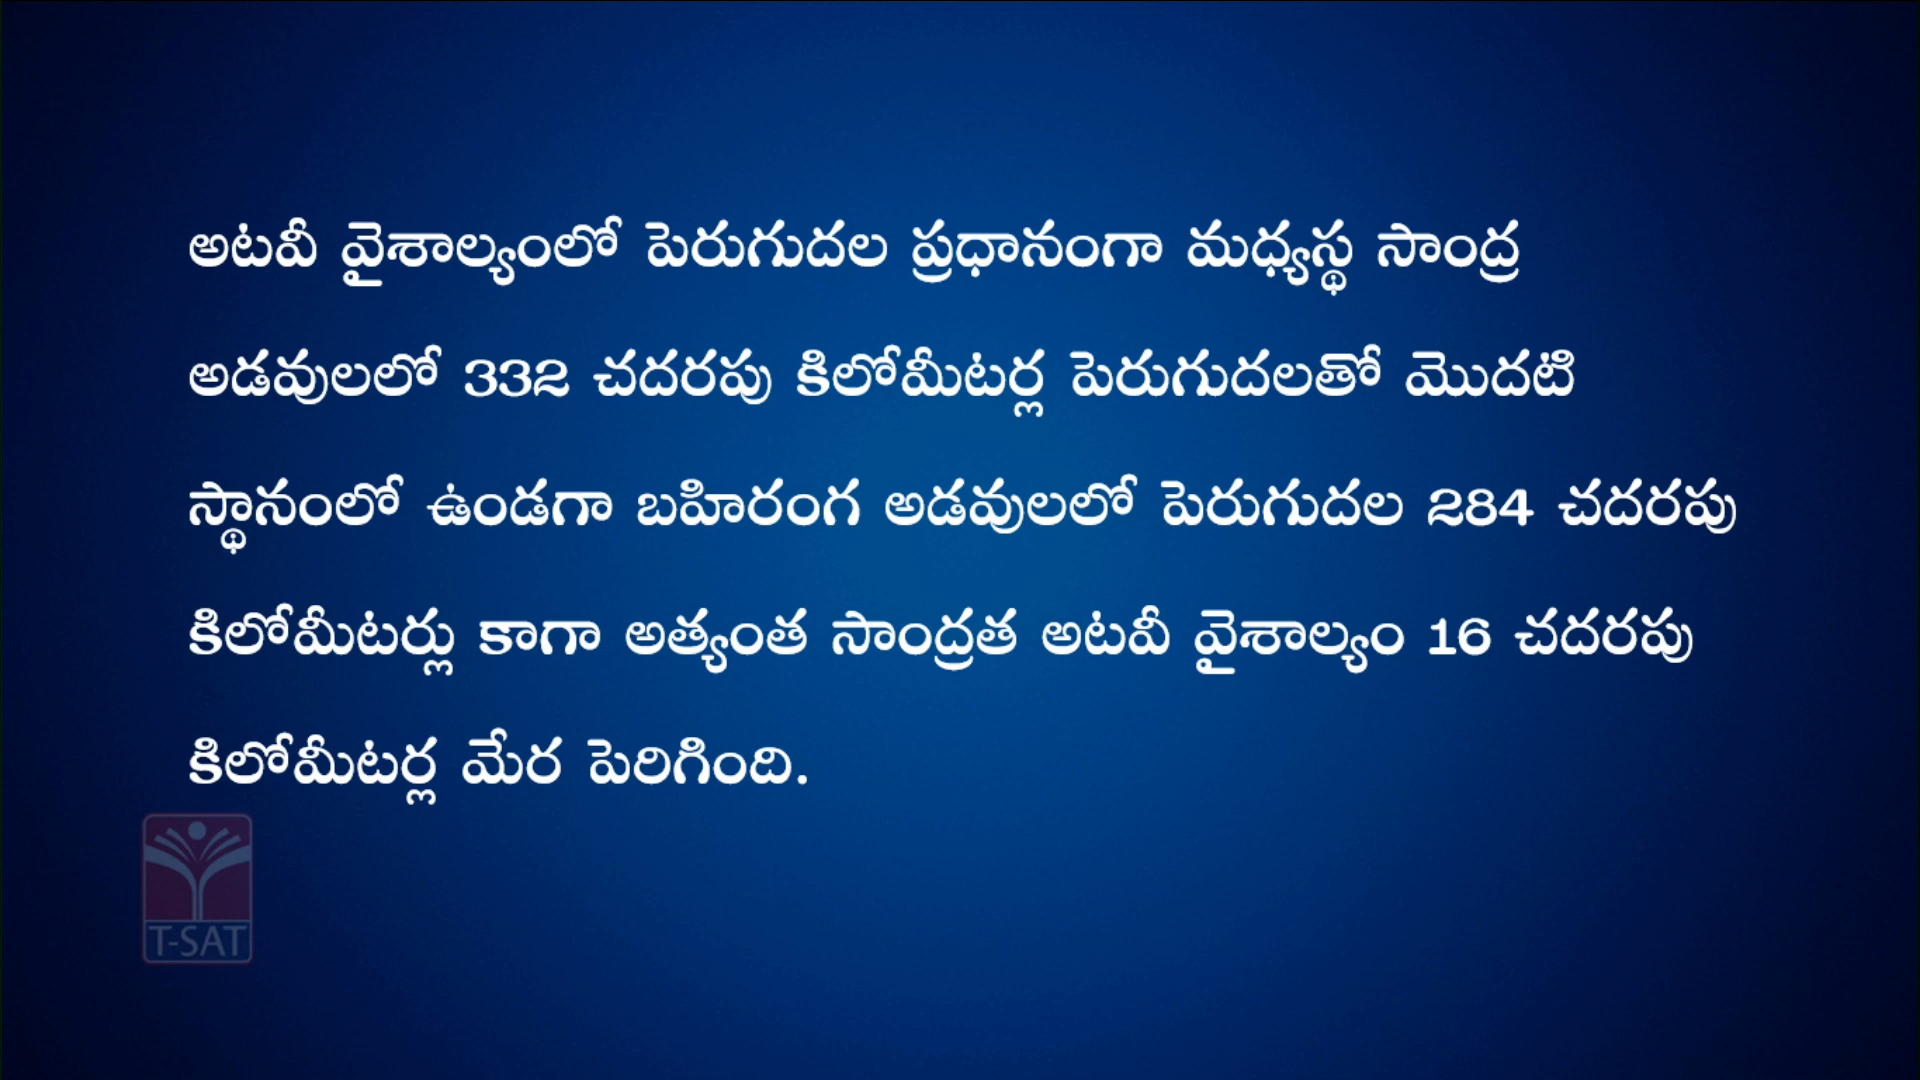 అటవీ వైశాల్యంలో పెరుగుదల ప్రధానంగా మధ్యస్థ సాంద్ర
అడవులలో 332 చదరపు కిలోమీటర్ల పెరుగుదలతో మొదటి
స్థానంలో ఉండగా బహిరంగ అడవులలో పెరుగుదల 284 చదరపు
కిలోమీటర్లు కాగా అత్యంత సాంద్రత అటవీ వైశాల్యం 16 చదరపు
కిలోమీటర్ల మేర పెరిగింది.
T-SAT